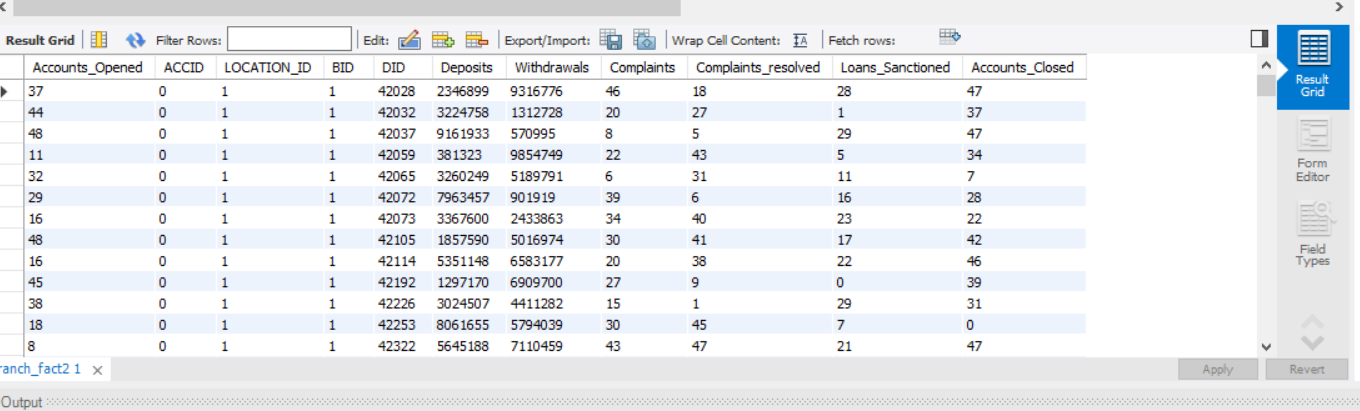 Result Grid Filter Rows: Edit: Export/Import: Wrap Cell Content: IA Fetch rows:
Accounts_Opened ACCID LOCATION_ID BID DID Deposits Withdrawals Complaints Complaints_resolved Loans_Sanctioned Accounts_Closed
37 0 1 1 42028 2346899 9316776 46 18 28 47
44 0 1 1 42032 3224758 1312728 20 27 1 37
48 0 1 1 42037 9161933 570995 8 5 29 47
11 0 1 1 42059 381323 9854749 22 43 5 34
32 0 1 1 42065 3260249 5189791 6 31 11 7
29 0 1 1 42072 7963457 901919 39 6 16 28
16 0 1 1 42073 3367600 2433863 34 40 23 22
48 0 1 1 42105 1857590 5016974 30 41 17 42
16 0 1 1 42114 5351148 6583177 20 38 22 46
45 0 1 1 42192 1297170 6909700 27 9 0 39
38 0 1 1 42226 3024507 4411282 15 1 29 31
18 0 1 1 42253 8061655 5794039 30 45 7 0
8 0 1 1 42322 5645188 7110459 43 47 21 47
Result
Grid
Form
Editor
Field
Types
ranch_fact2 1 Apply Revert
Output